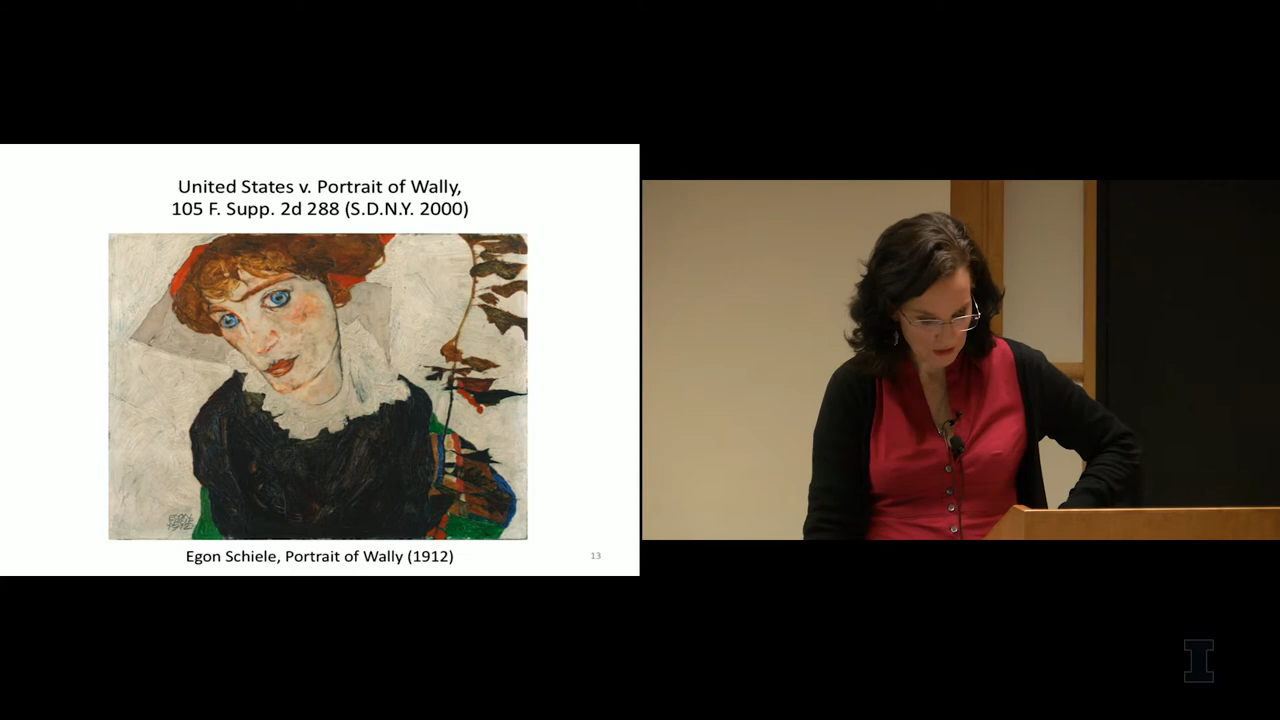 United States v. Portrait of Wally,
105 F. Supp. 2d 288 (S.D.N.Y. 2000)
Egon Schiele, Portrait of Wally (1912)
13
I